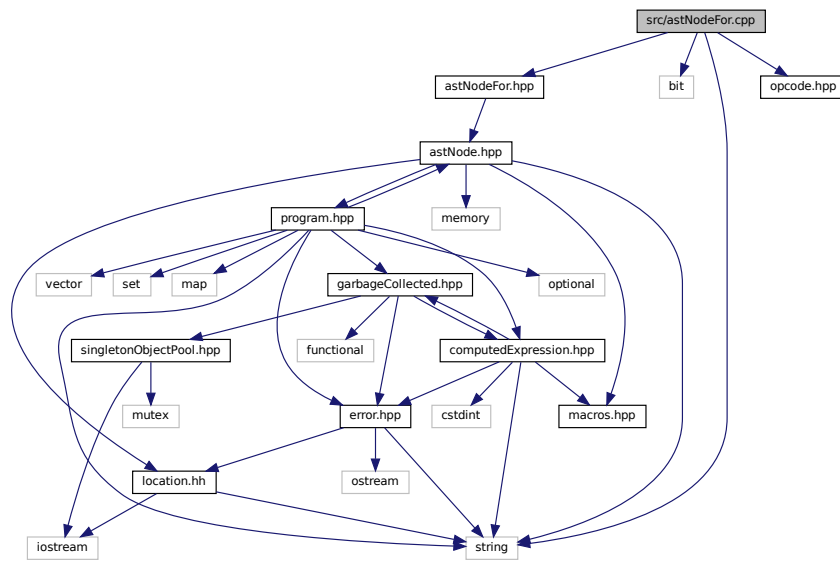 src/astNodeFor.cpp
astNodeFor.hpp
bit
opcode.hpp
astNode.hpp
program.hpp
memory
vector
set
map
garbageCollected.hpp
optional
singletonObjectPool.hpp
functional
computedExpression.hpp
mutex
error.hpp
cstdint
macros.hpp
location.hh
ostream
iostream
string